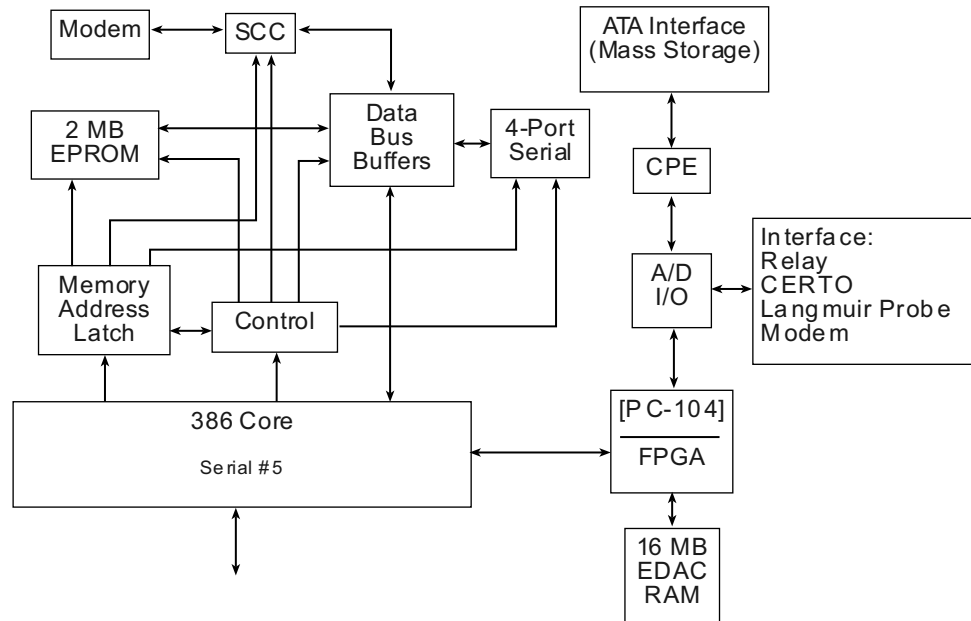 Modem
SCC
ATA Interface
(Mass Storage)
2 MB
EPROM
Data
Bus
Buffers
4-Port
Serial
CPE
Memory
Address
Latch
Control
A/D
I/O
Interface:
Relay
CERTO
Langmuir Probe
Modem
386 Core
Serial #5
[PC-104]
FPGA
16 MB
EDAC
RAM